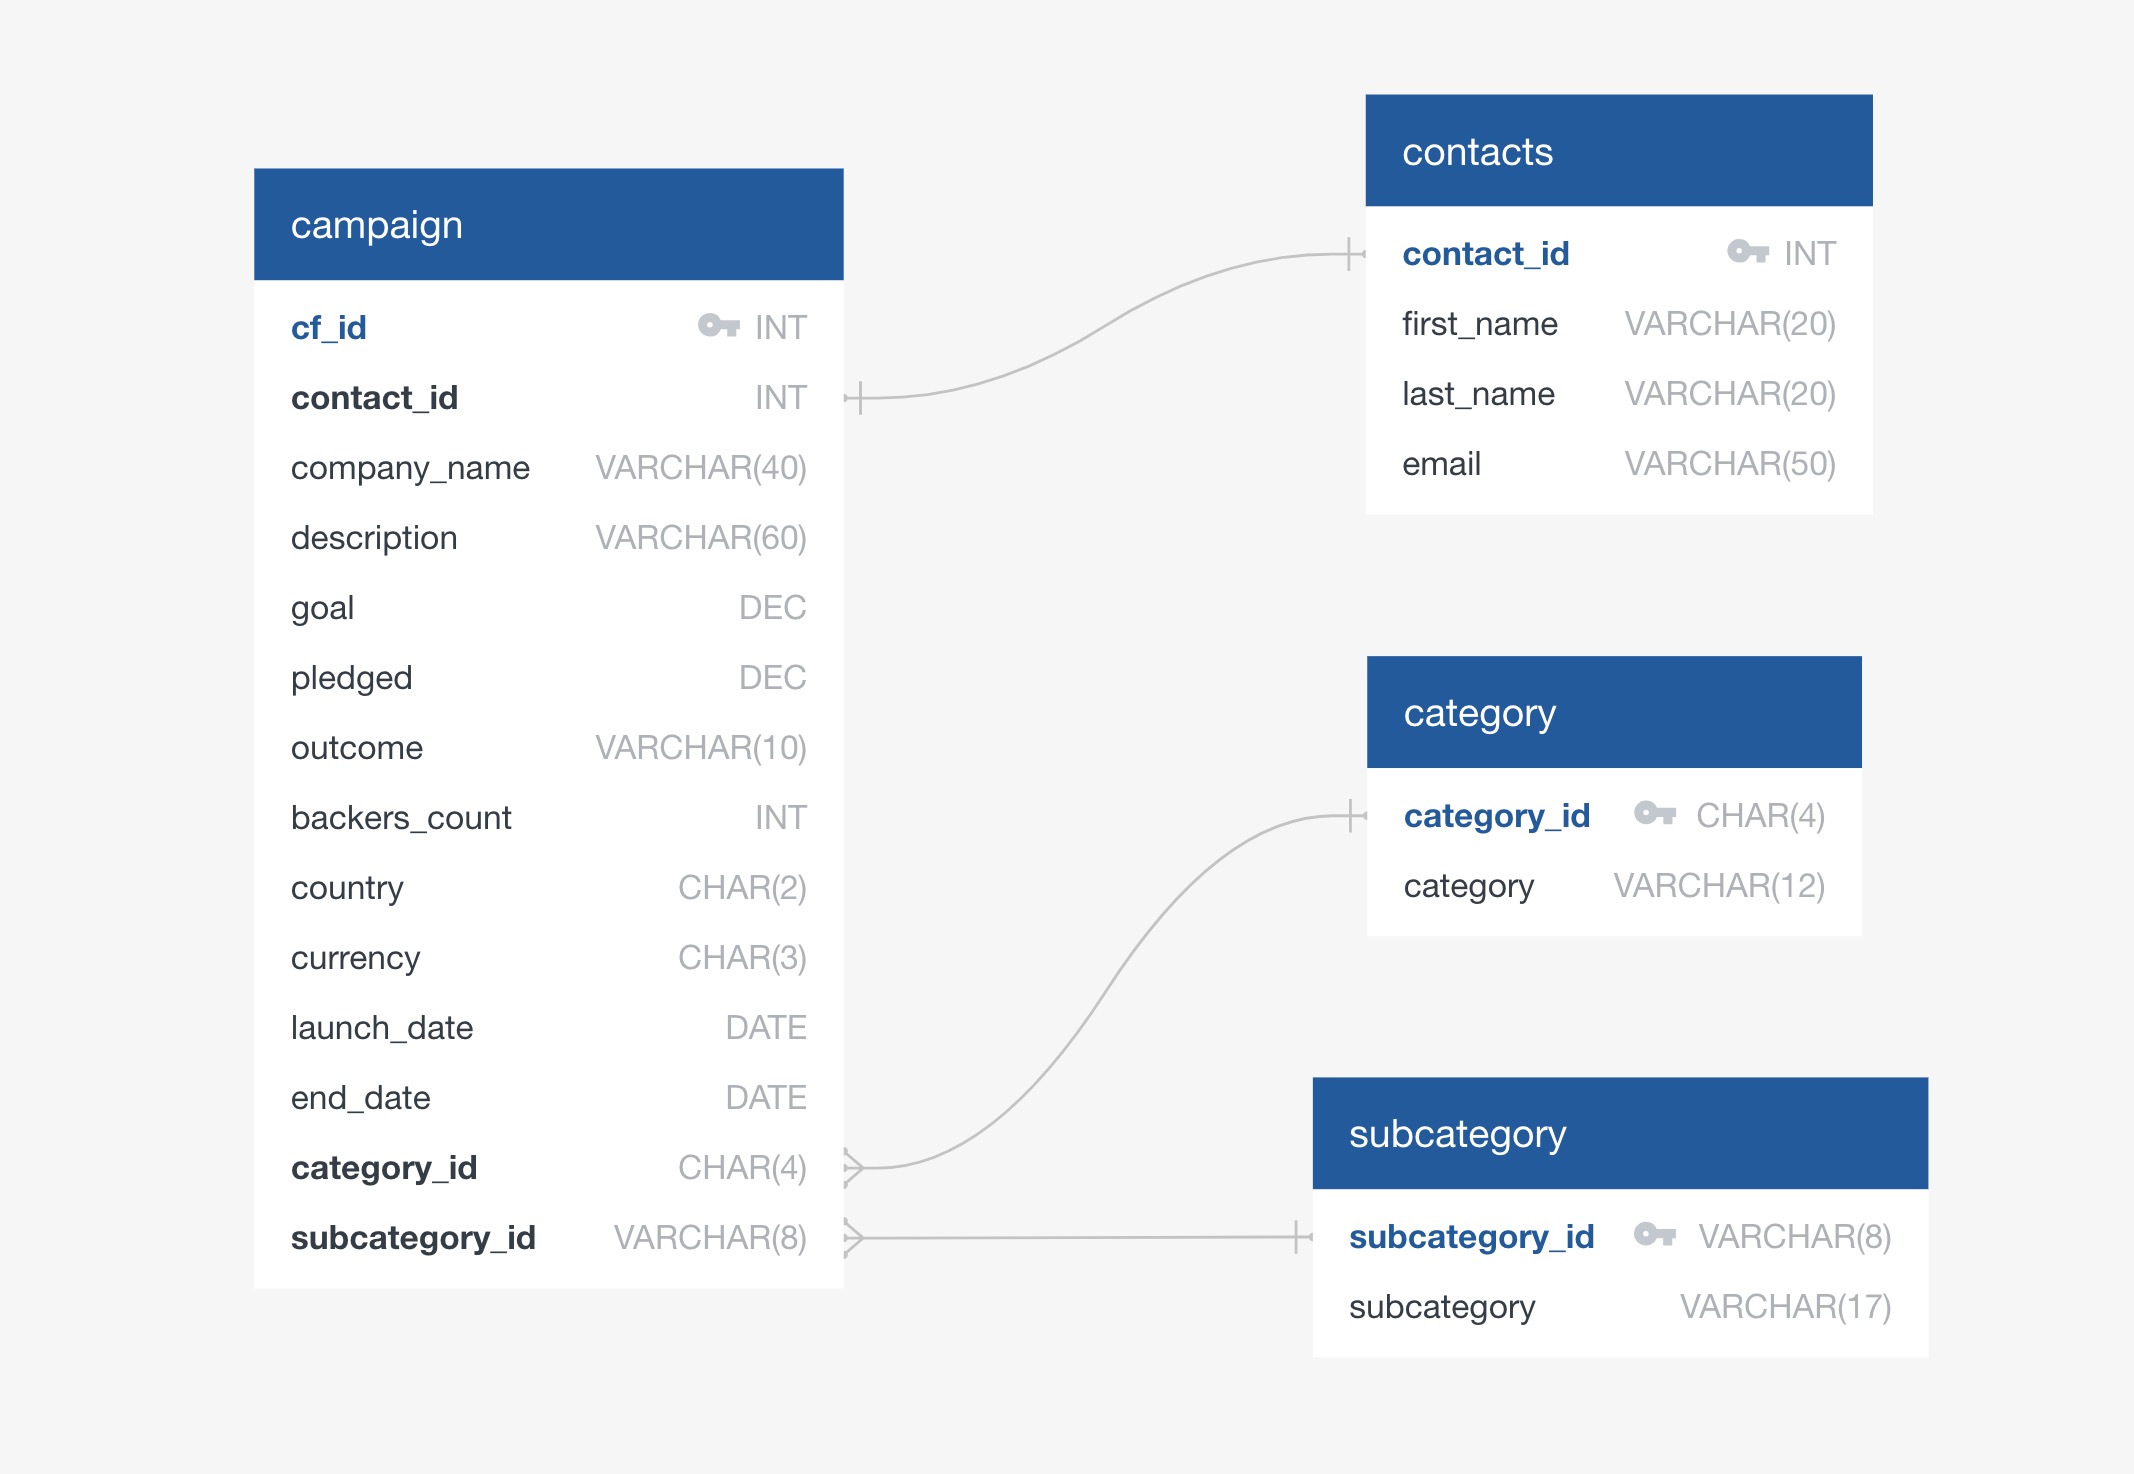 campaign
cf_id INT
contact_id INT
company_name VARCHAR(40)
description VARCHAR(60)
goal DEC
pledged DEC
outcome VARCHAR(10)
backers_count INT
country CHAR(2)
currency CHAR(3)
launch_date DATE
end_date DATE
category_id CHAR(4)
subcategory_id VARCHAR(8)
contacts
contact_id INT
first_name VARCHAR(20)
last_name VARCHAR(20)
email VARCHAR(50)
category
category_id CHAR(4)
category VARCHAR(12)
subcategory
subcategory_id VARCHAR(8)
subcategory VARCHAR(17)